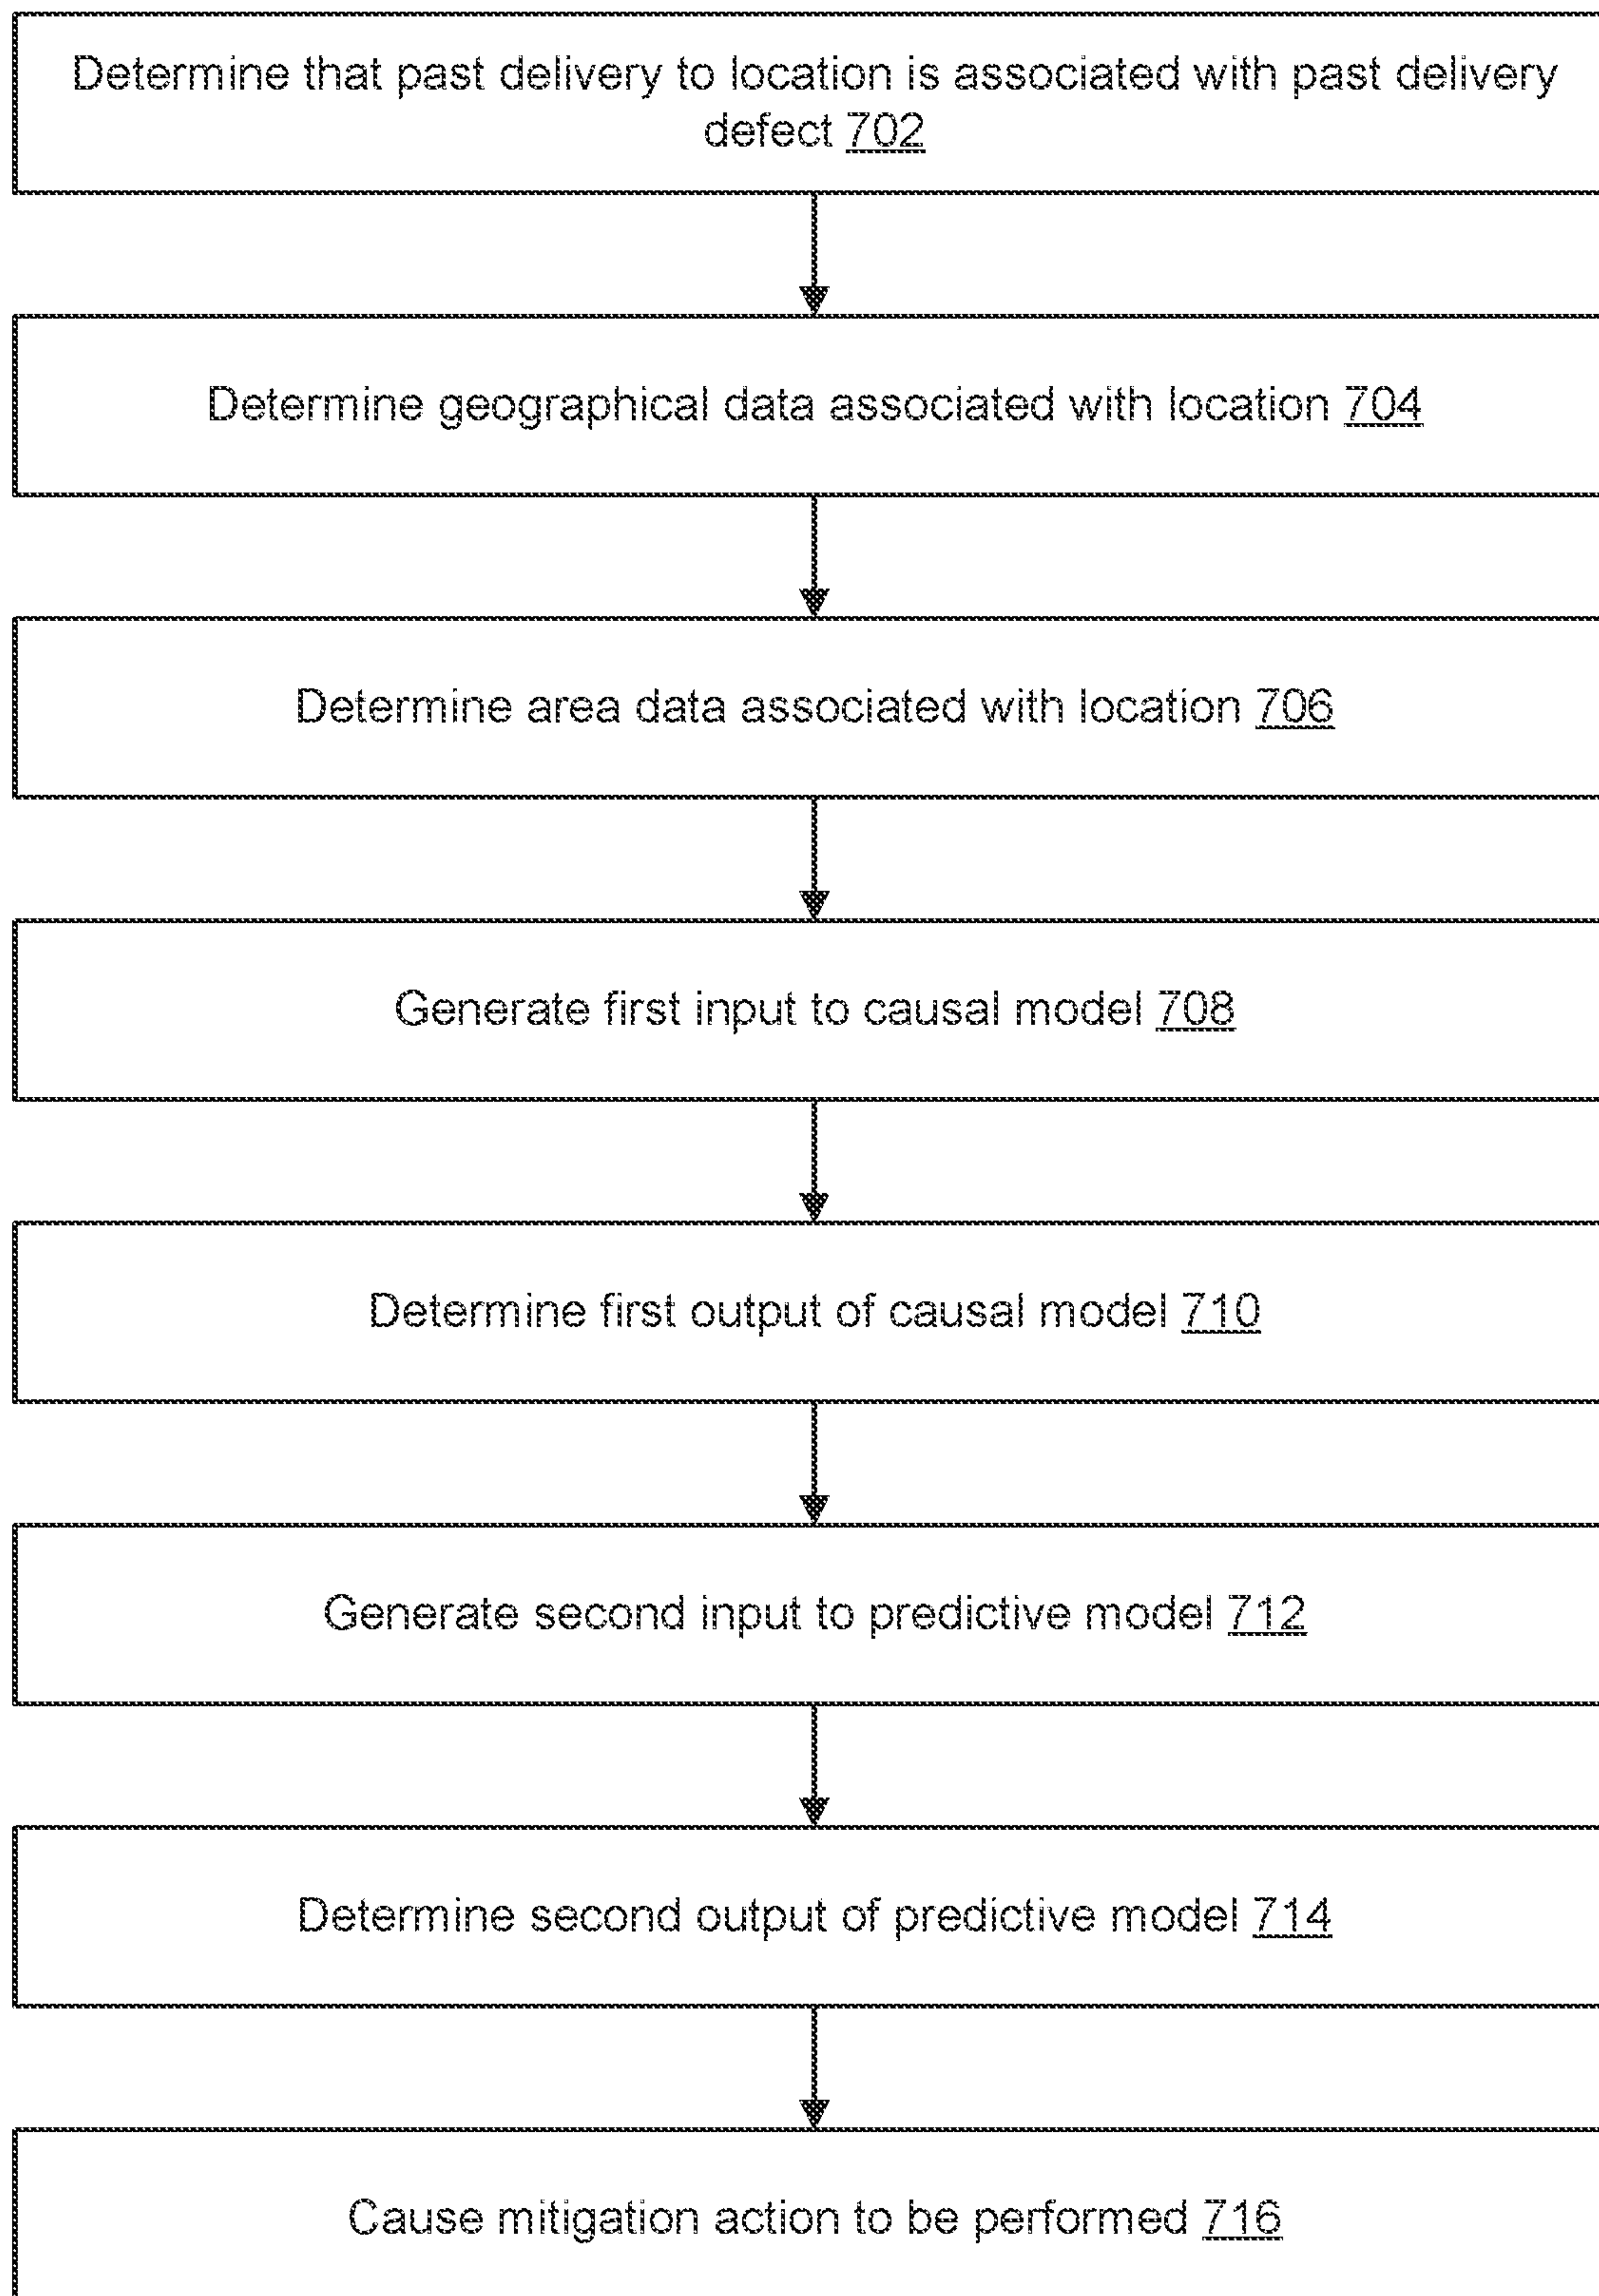 Determine that past delivery to location is associated with past delivery
defect 702
Determine geographical data associated with location 704
Determine area data associated with location 706
Generate first input to causal model 708
Determine first output of causal model 710
Generate second input to predictive model 712
Determine second output of predictive model 714
Cause mitigation action to be performed 716